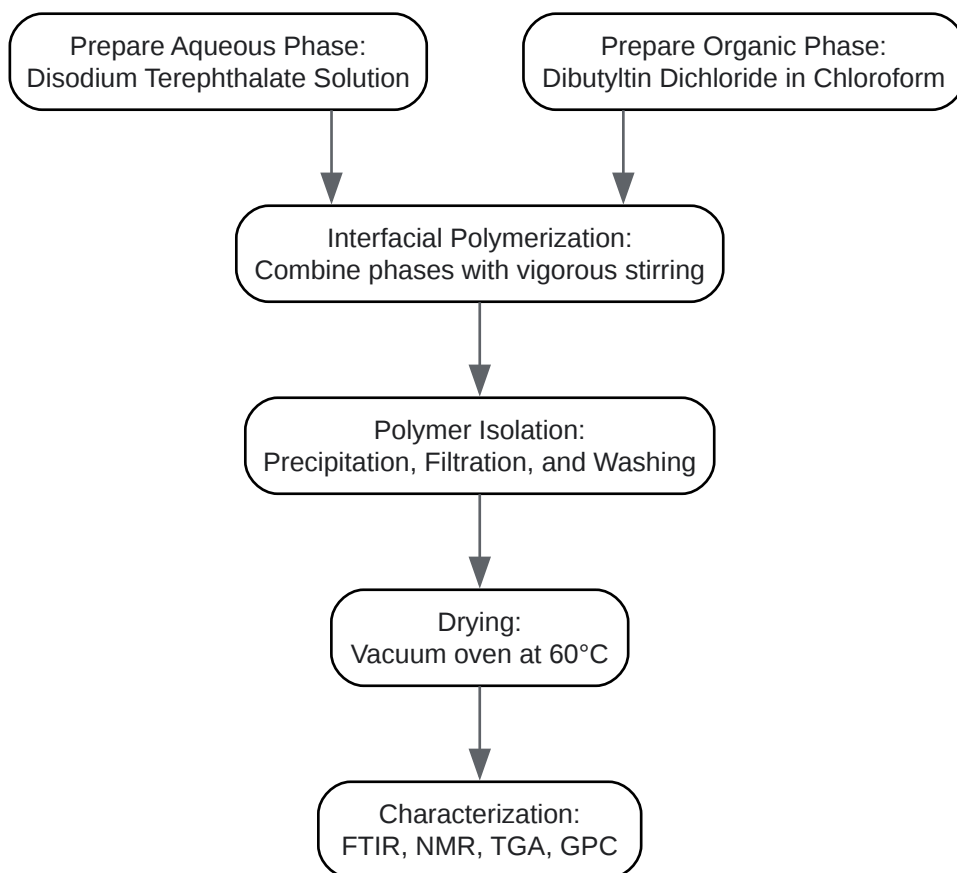 Prepare Aqueous Phase:
Disodium Terephthalate Solution
Prepare Organic Phase:
Dibutyltin Dichloride in Chloroform
Interfacial Polymerization:
Combine phases with vigorous stirring
Polymer Isolation:
Precipitation, Filtration, and Washing
Drying:
Vacuum oven at 60°C
Characterization:
FTIR, NMR, TGA, GPC